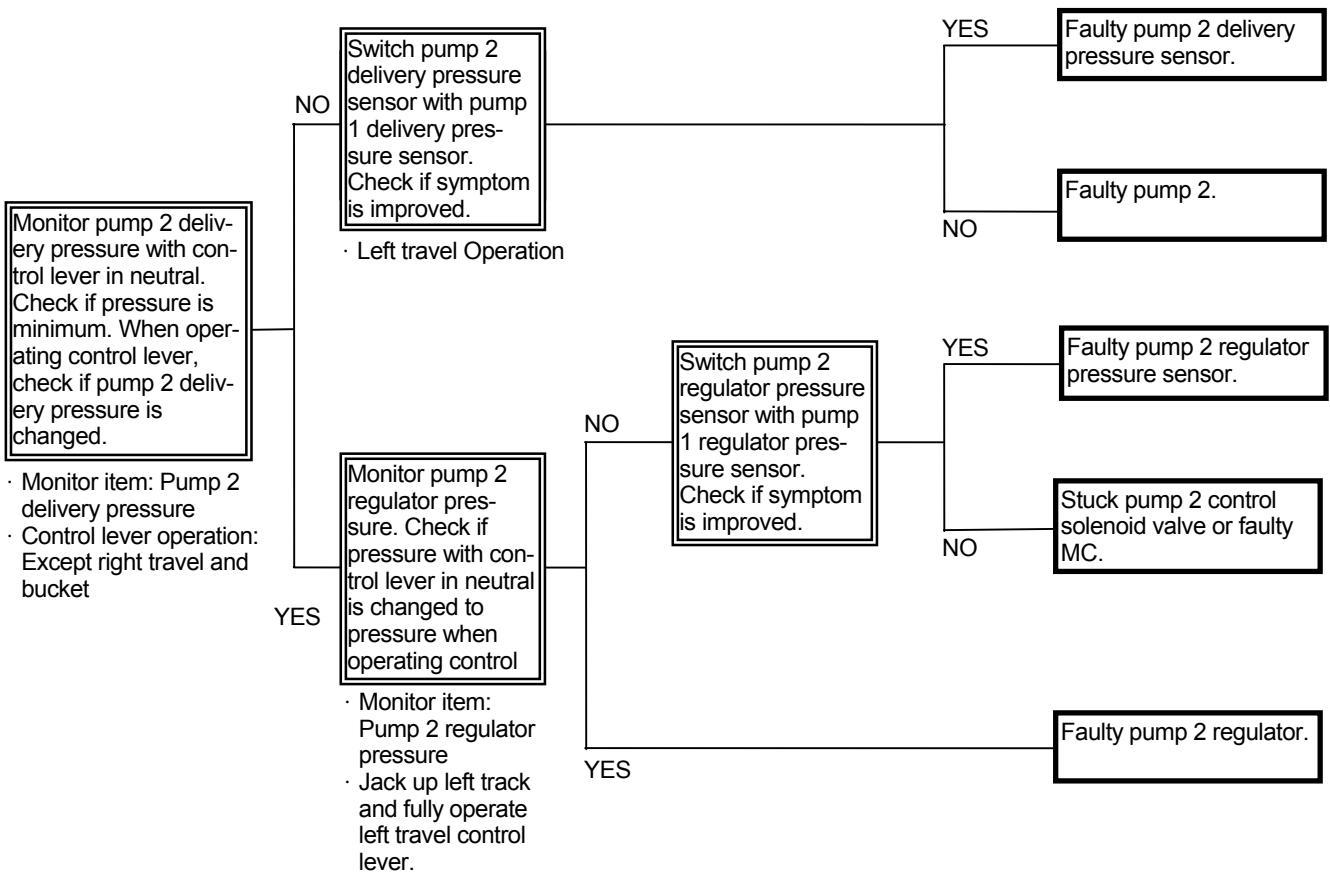 Monitor pump 2 deliv-
ery pressure with con-
trol lever in neutral.
Check if pressure is
minimum. When oper-
ating control lever,
check if pump 2 deliv-
ery pressure is
changed.
· Monitor item: Pump 2
delivery pressure
· Control lever operation:
Except right travel and
bucket
NO
Switch pump 2
delivery pressure
sensor with pump
1 delivery pres-
sure sensor.
Check if symptom
is improved.
· Left travel Operation
YES
Faulty pump 2 delivery
pressure sensor.
NO
Faulty pump 2.
YES
Monitor pump 2
regulator pres-
sure. Check if
pressure with con-
trol lever in neutral
is changed to
pressure when
operating control
· Monitor item:
Pump 2 regulator
pressure
· Jack up left track
and fully operate
left travel control
lever.
NO
Switch pump 2
regulator pressure
sensor with pump
1 regulator pres-
sure sensor.
Check if symptom
is improved.
YES
Faulty pump 2 regulator
pressure sensor.
NO
Stuck pump 2 control
solenoid valve or faulty
MC.
YES
Faulty pump 2 regulator.